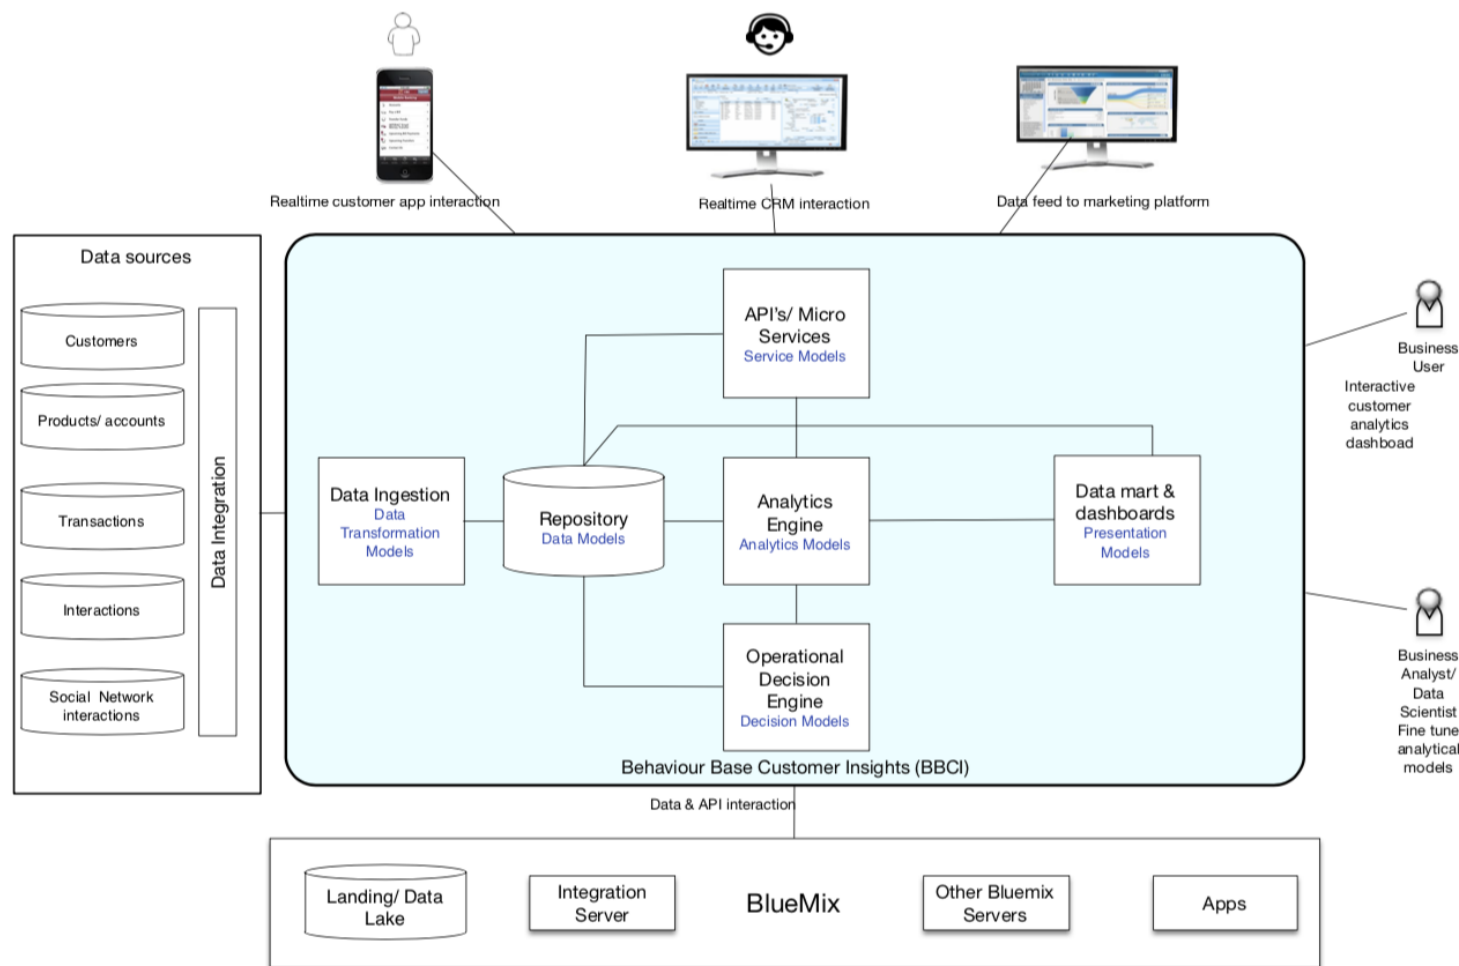 Realtime customer app interaction
Realtime CRM interaction
Data feed to marketing platform
Data sources
Customers
Products/ accounts
Transactions
Interactions
Social Network
interactions
Data Integration
API's/ Micro
Services
Service Models
Data Ingestion
Data
Transformation
Models
Repository
Data Models
Analytics
Engine
Analytics Models
Data mart &
dashboards
Presentation
Models
Operational
Decision
Engine
Decision Models
Behaviour Base Customer Insights (BBCI)
Business
User
Interactive
customer
analytics
dashboad
Business
Analyst/
Data
Scientist
Fine tune
analytical
models
Data & API interaction
Landing/ Data
Lake
Integration
Server
BlueMix
Other Bluemix
Servers
Apps